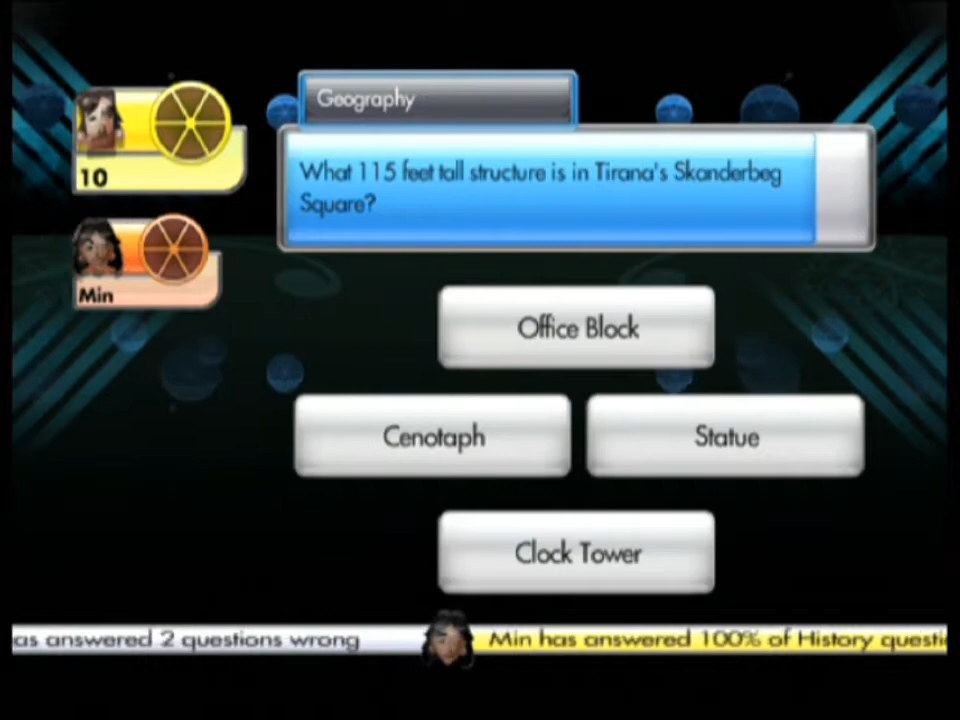 Geography
10
What 115 feet tall structure is in Tirana's Skanderbeg
Square?
Min
Office Block
Cenotaph
Statue
Clock Tower
as answered 2 questions wrong
Min has answered 100% of History questi